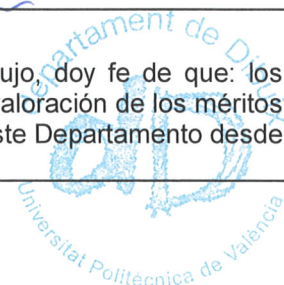 Departament de Dibuix
ujo, doy fe de que: los
aloración de los méritos
ste Departamento desde
Universitat Politècnica de València